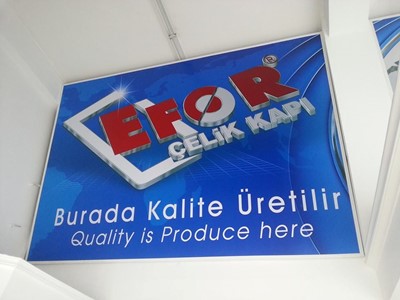 EFOR®
ÇELİK KAPI
Burada Kalite Üretilir
Quality is Produce here